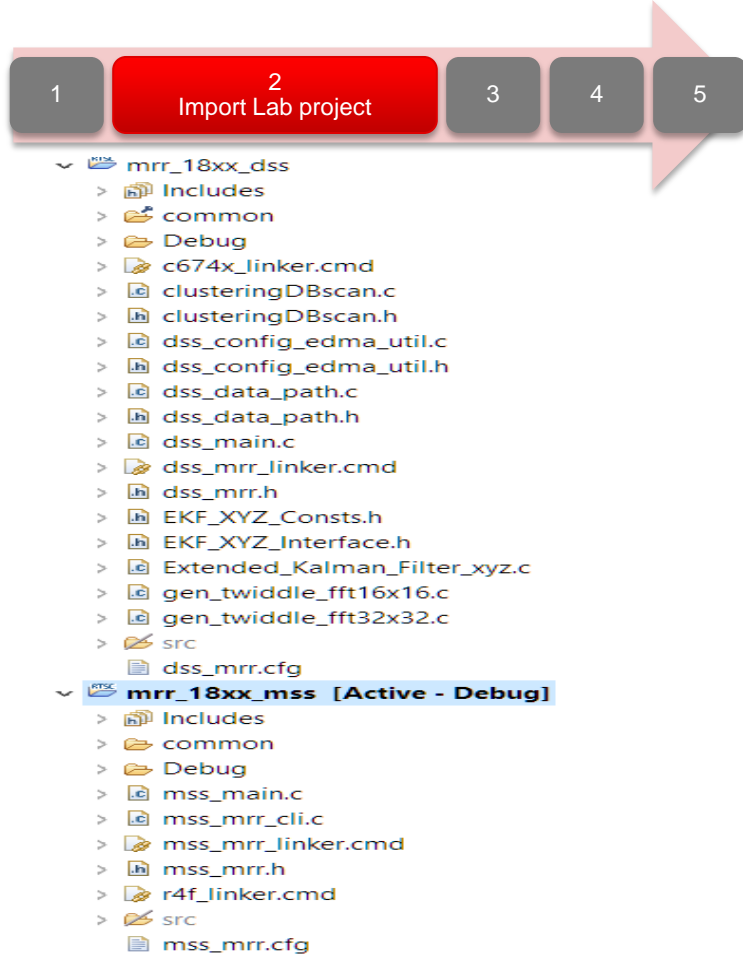 1
2
Import Lab project
3
4
5
mrr_18xx_dss
Includes
common
Debug
c674x_linker.cmd
clusteringDBscan.c
clusteringDBscan.h
dss_config_edma_util.c
dss_config_edma_util.h
dss_data_path.c
dss_data_path.h
dss_main.c
dss_mrr_linker.cmd
dss_mrr.h
EKF_XYZ_Consts.h
EKF_XYZ_Interface.h
Extended_Kalman_Filter_xyz.c
gen_twiddle_fft16x16.c
gen_twiddle_fft32x32.c
src
dss_mrr.cfg
mrr_18xx_mss [Active - Debug]
Includes
common
Debug
mss_main.c
mss_mrr_cli.c
mss_mrr_linker.cmd
mss_mrr.h
r4f_linker.cmd
src
mss_mrr.cfg